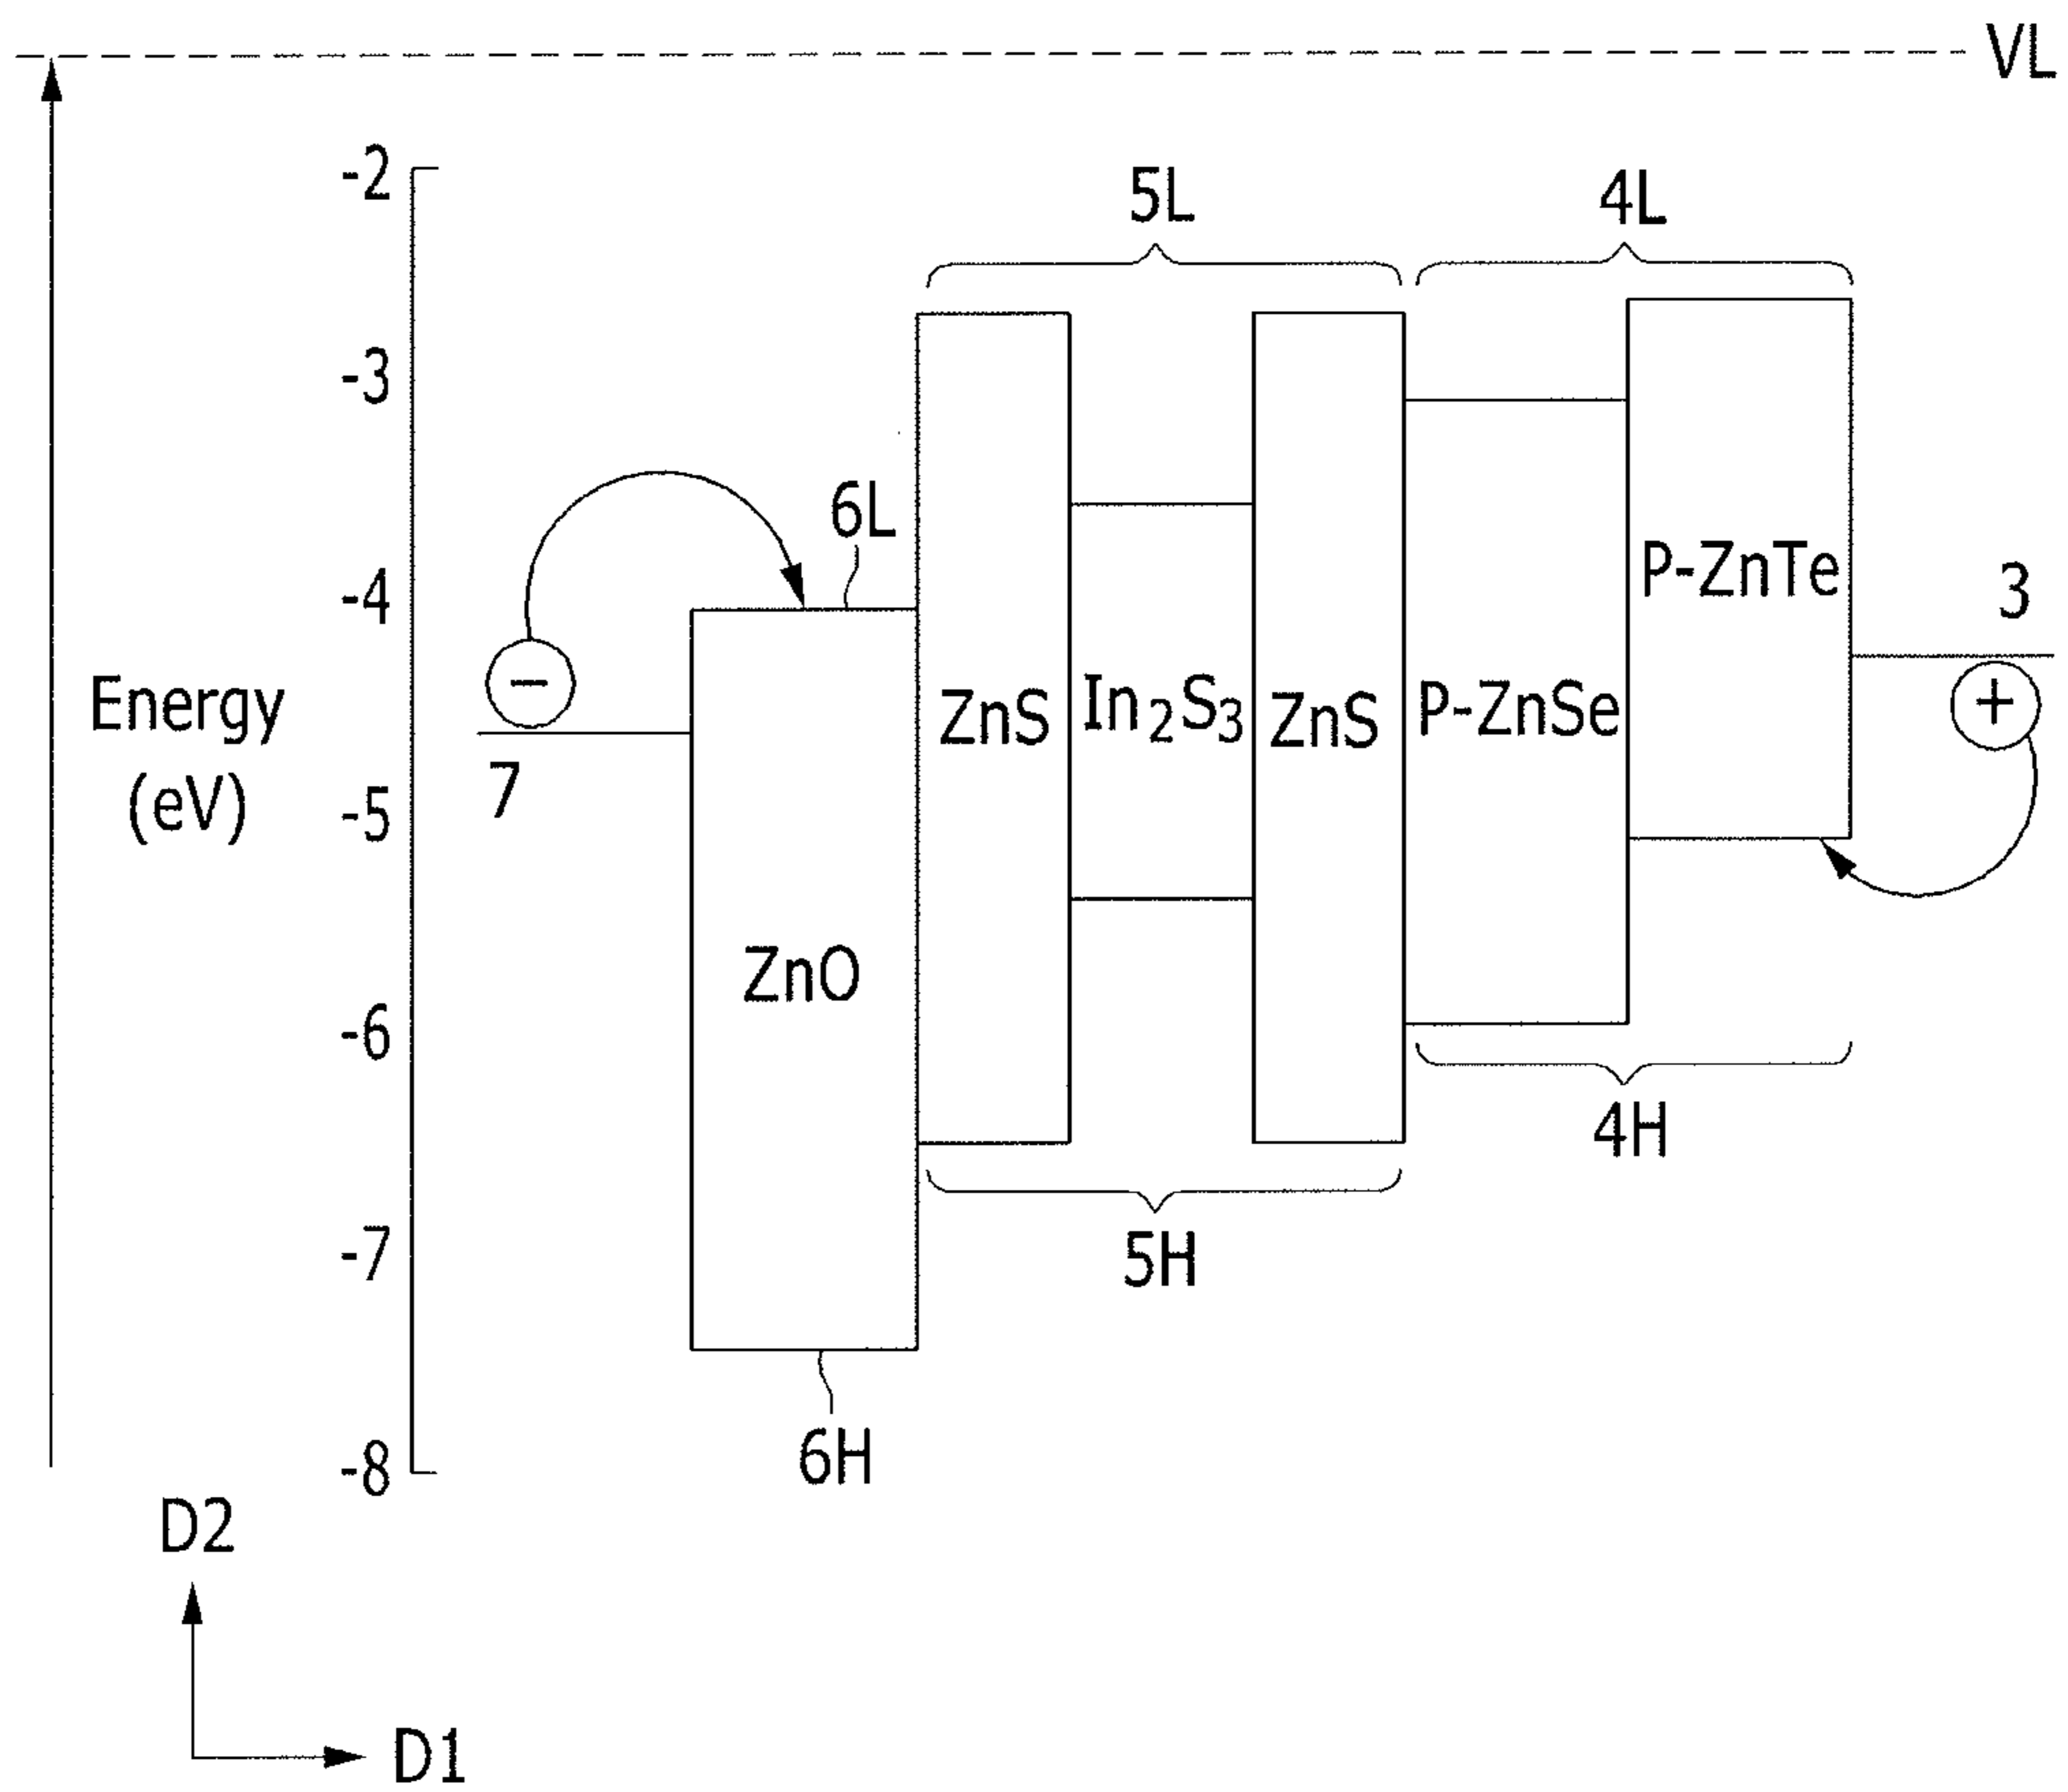 VL
-2
5L
4L
-3
6L
P-ZnTe
-4
3
Energy
(eV)
−
ZnS
In₂S₃
ZnS
P-ZnSe
+
7
-5
ZnO
-6
4H
-7
5H
6H
-8
D2
D1